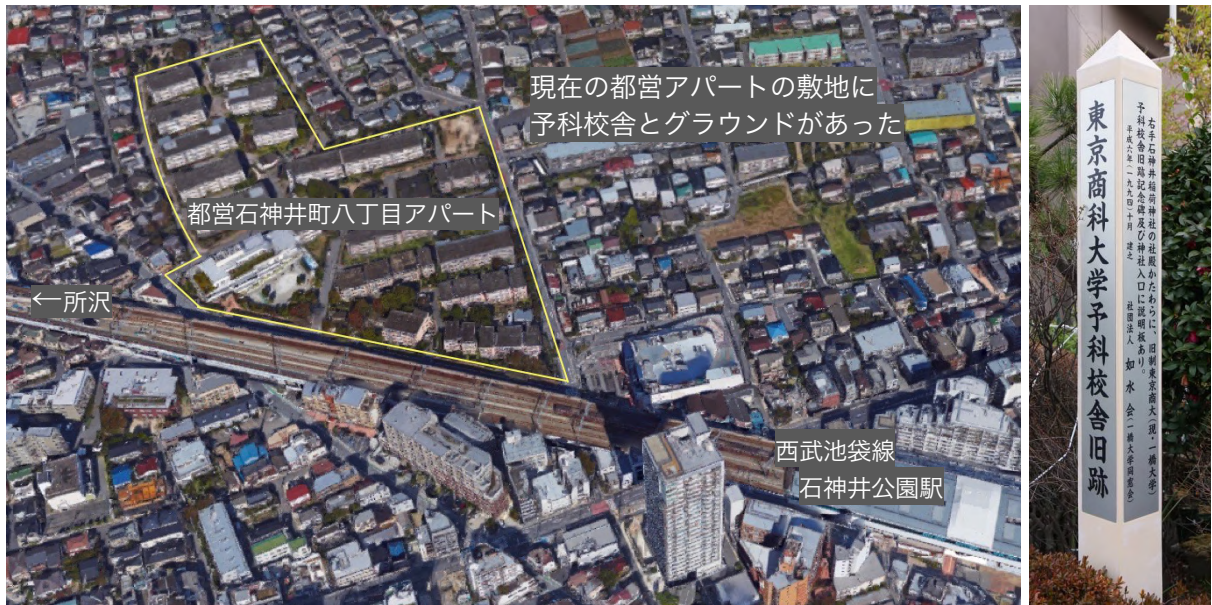 現在の都営アパートの敷地に
予科校舎とグラウンドがあった
都営石神井町八丁目アパート
←所沢
西武池袋線
石神井公園駅
東京商科大学予科校舎旧跡
右手・石神井稲荷神社の社殿かたわらに、旧制東京商大(現・一橋大学)
予科校舎旧跡記念碑及び神社入口に説明板あり。
平成六年(一九九四)十月 建之 社団法人 如水会(一橋大学同窓会)